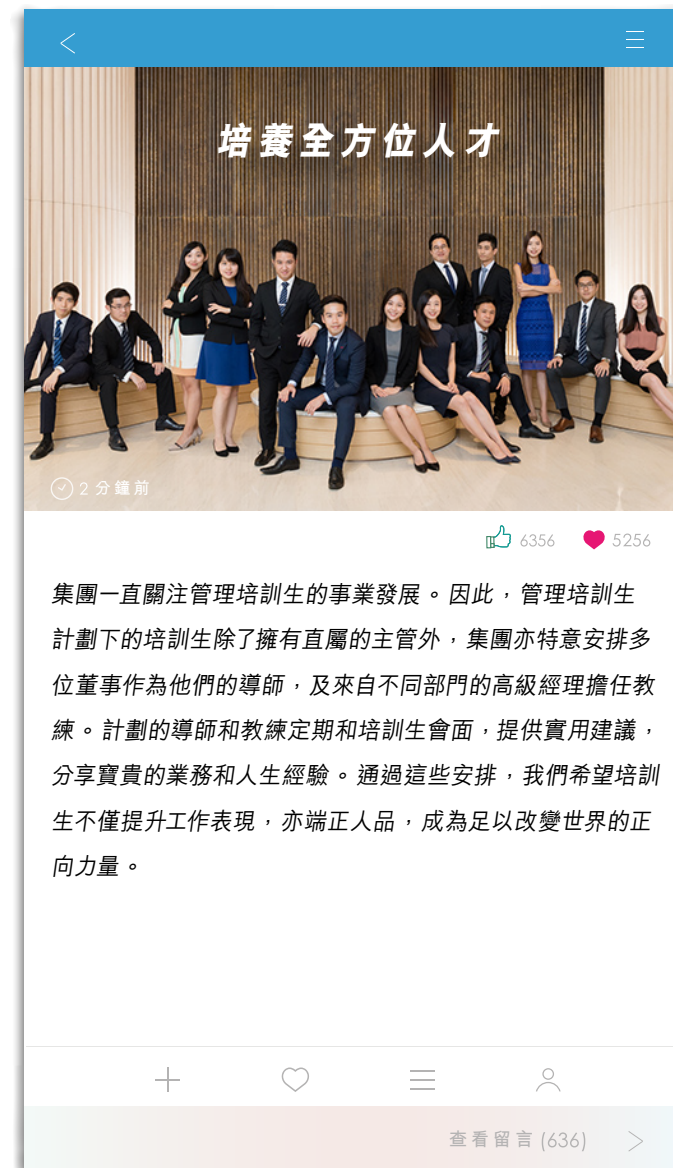 培養全方位人才
2 分鐘前
6356 5256
集團一直關注管理培訓生的事業發展。因此，管理培訓生
計劃下的培訓生除了擁有直屬的主管外，集團亦特意安排多
位董事作為他們的導師，及來自不同部門的高級經理擔任教
練。計劃的導師和教練定期和培訓生會面，提供實用建議，
分享寶貴的業務和人生經驗。通過這些安排，我們希望培訓
生不僅提升工作表現，亦端正人品，成為足以改變世界的正
向力量。
查看留言 (636)